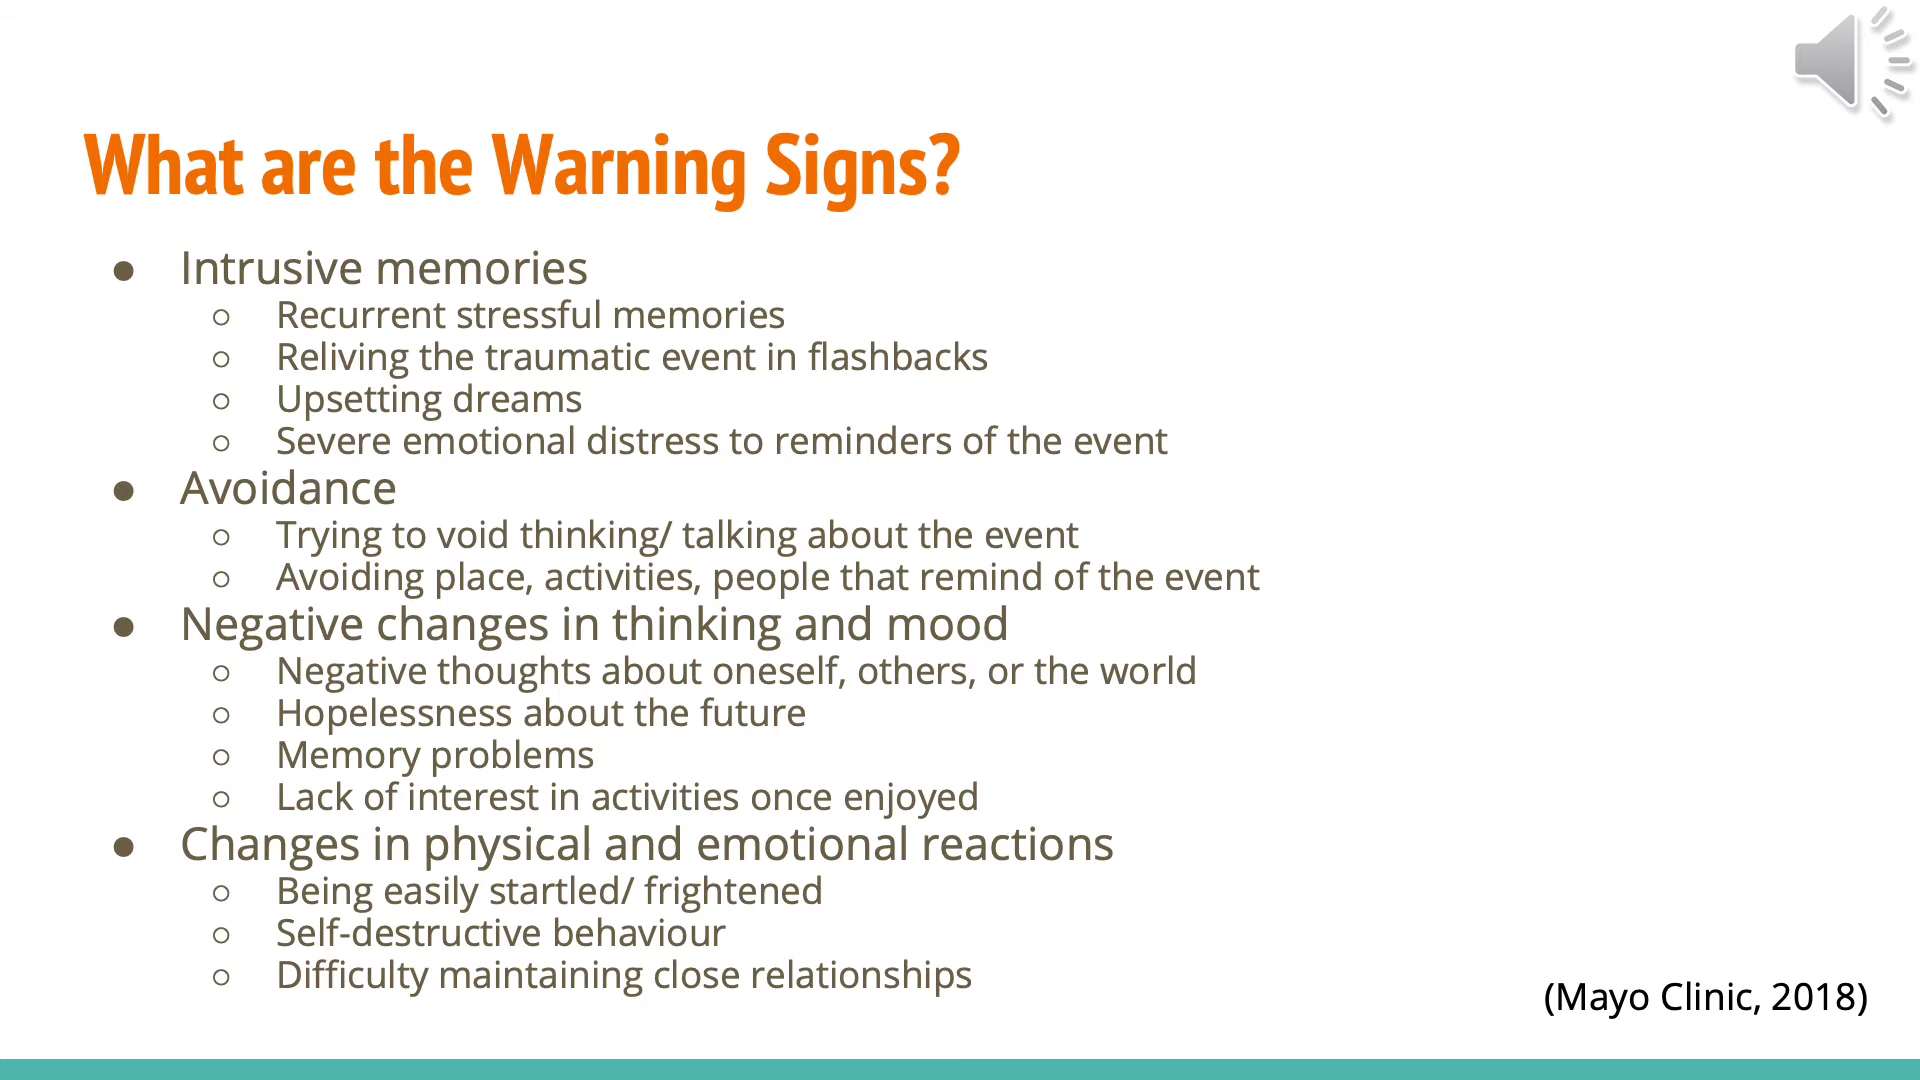 What are the Warning Signs?
● Intrusive memories
○ Recurrent stressful memories
○ Reliving the traumatic event in flashbacks
○ Upsetting dreams
○ Severe emotional distress to reminders of the event
● Avoidance
○ Trying to void thinking/ talking about the event
○ Avoiding place, activities, people that remind of the event
● Negative changes in thinking and mood
○ Negative thoughts about oneself, others, or the world
○ Hopelessness about the future
○ Memory problems
○ Lack of interest in activities once enjoyed
● Changes in physical and emotional reactions
○ Being easily startled/ frightened
○ Self-destructive behaviour
○ Difficulty maintaining close relationships
(Mayo Clinic, 2018)